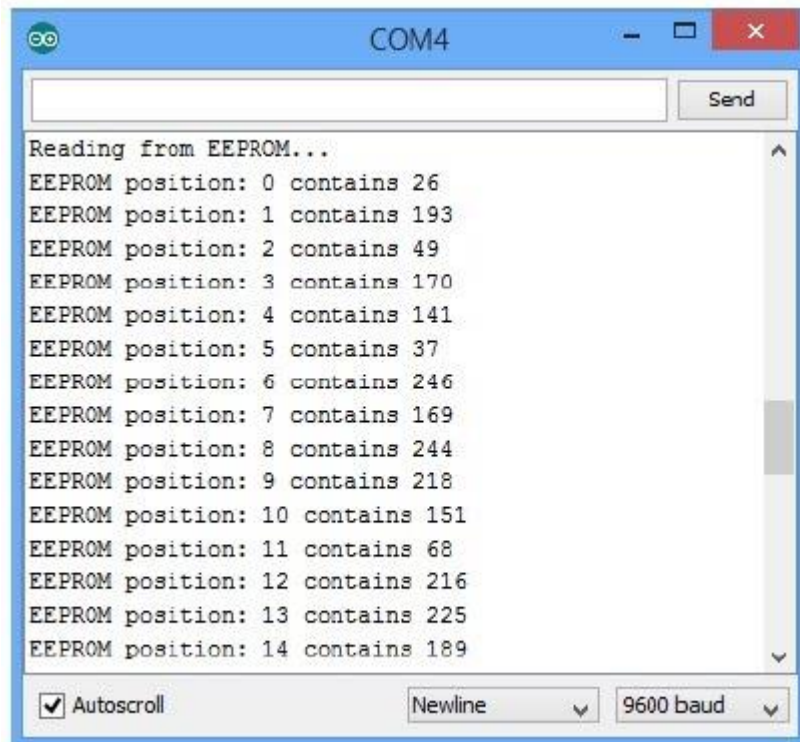 COM4
Send
Reading from EEPROM...
EEPROM position: 0 contains 26
EEPROM position: 1 contains 193
EEPROM position: 2 contains 49
EEPROM position: 3 contains 170
EEPROM position: 4 contains 141
EEPROM position: 5 contains 37
EEPROM position: 6 contains 246
EEPROM position: 7 contains 169
EEPROM position: 8 contains 244
EEPROM position: 9 contains 218
EEPROM position: 10 contains 151
EEPROM position: 11 contains 68
EEPROM position: 12 contains 216
EEPROM position: 13 contains 225
EEPROM position: 14 contains 189
Autoscroll Newline 9600 baud